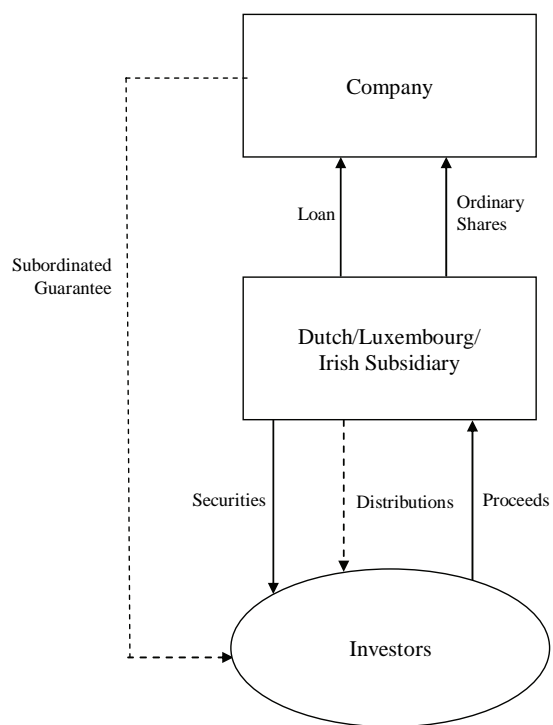 Company
Loan
Ordinary
Shares
Subordinated
Guarantee
Dutch/Luxembourg/
Irish Subsidiary
Securities
Distributions
Proceeds
Investors